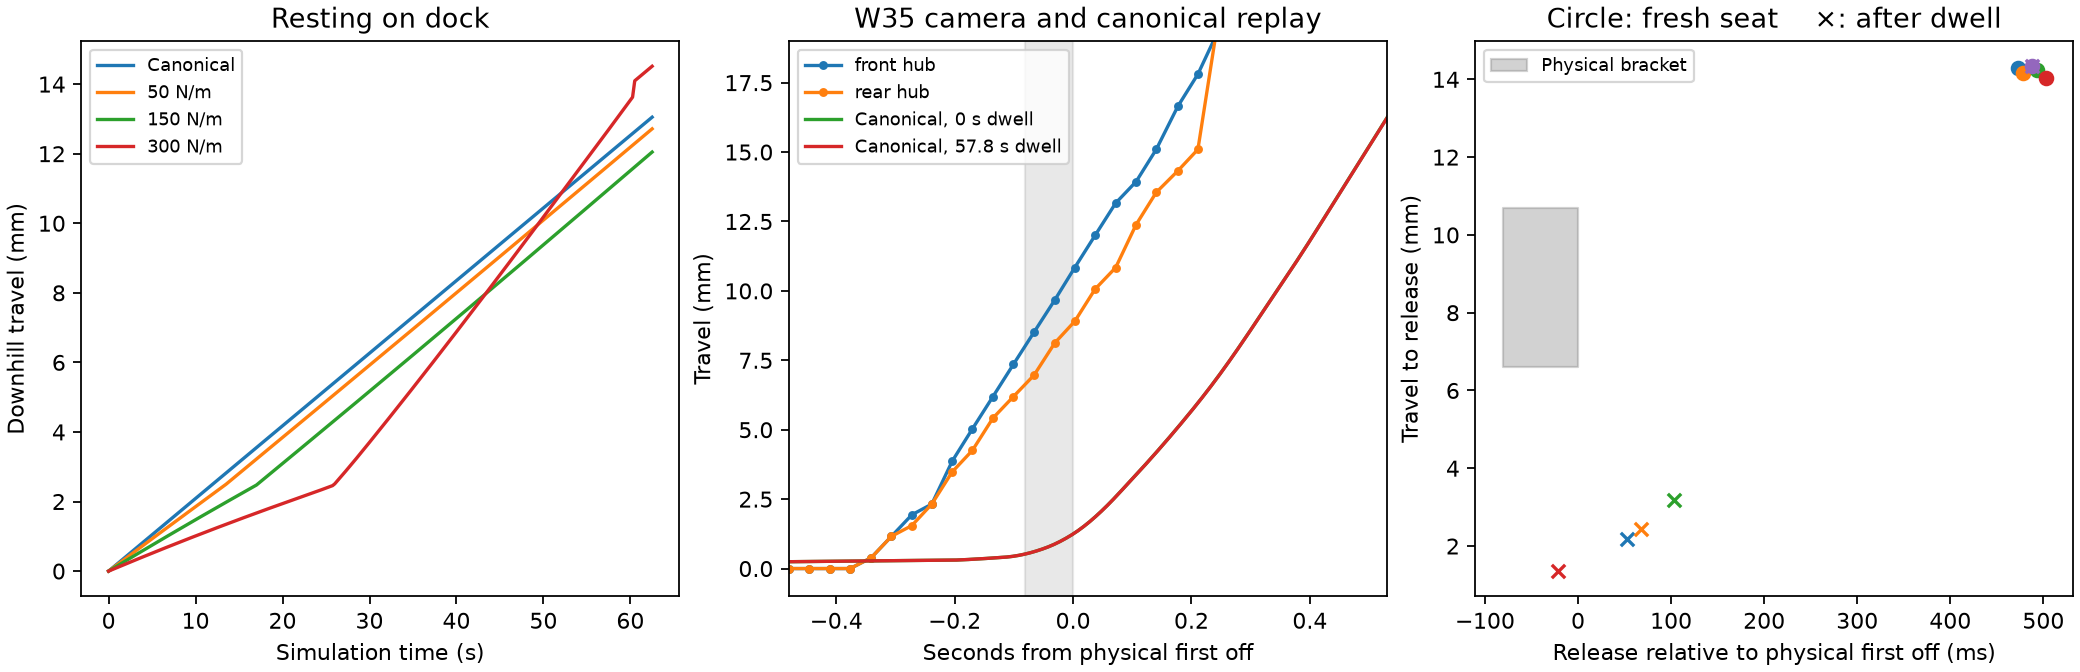 Resting on dock
Canonical
50 N/m
150 N/m
300 N/m
Downhill travel (mm)
14
12
10
8
6
4
2
0
0
10
20
30
40
50
60
Simulation time (s)
W35 camera and canonical replay
front hub
rear hub
Canonical, 0 s dwell
Canonical, 57.8 s dwell
Travel (mm)
17.5
15.0
12.5
10.0
7.5
5.0
2.5
0.0
−0.4
−0.2
0.0
0.2
0.4
Seconds from physical first off
Circle: fresh seat ×: after dwell
Physical bracket
Travel to release (mm)
14
12
10
8
6
4
2
−100
0
100
200
300
400
500
Release relative to physical first off (ms)